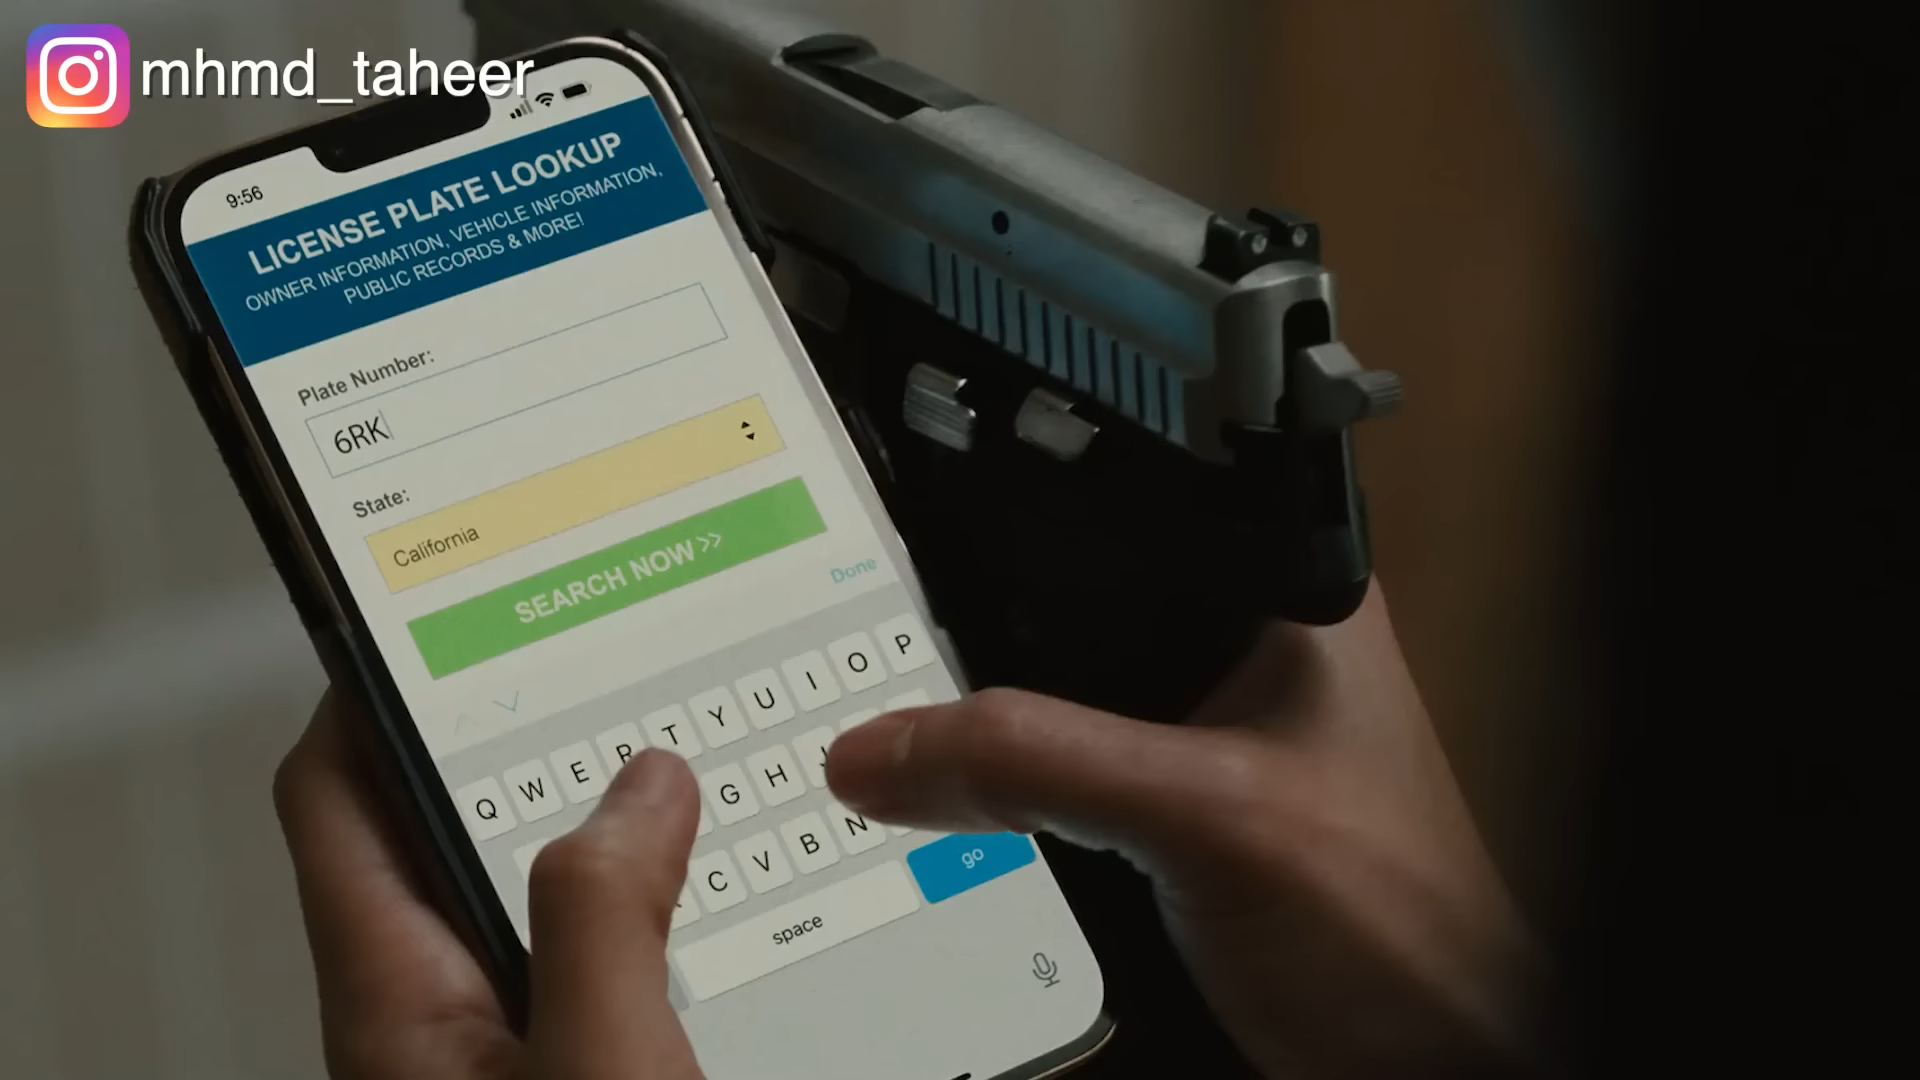 mhmd_taheer
9:56
LICENSE PLATE LOOKUP
OWNER INFORMATION, VEHICLE INFORMATION,
PUBLIC RECORDS & MORE!
Plate Number:
6RK
State:
California
SEARCH NOW >>
Done
Q W E R T Y U I O P
G H J
C V B N
space
go